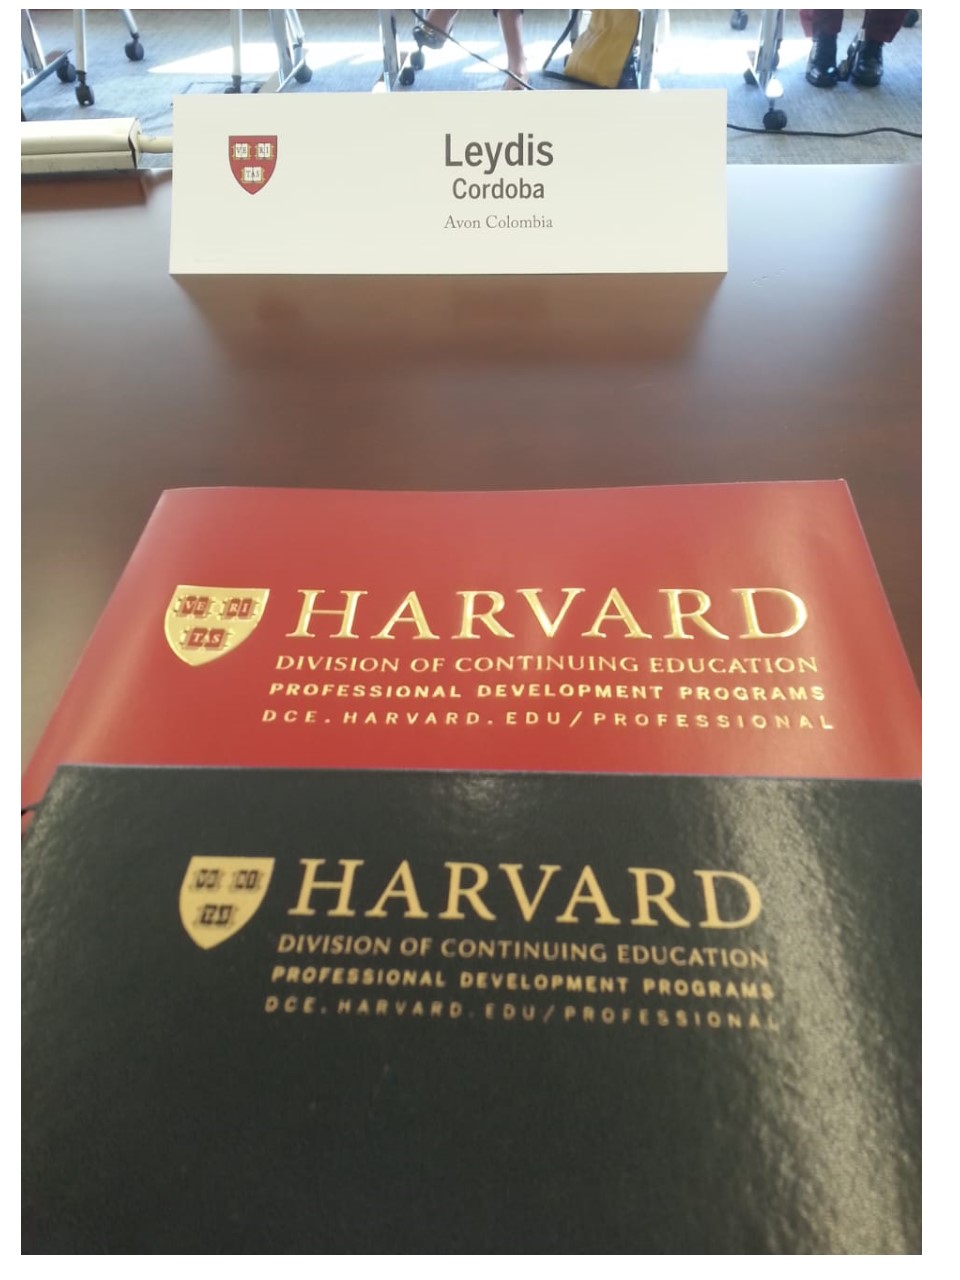 VE RI
TAS
Leydis
Cordoba
Avon Colombia
VE RI
TAS
HARVARD
DIVISION OF CONTINUING EDUCATION
PROFESSIONAL DEVELOPMENT PROGRAMS
DCE.HARVARD.EDU/PROFESSIONAL
HARVARD
DIVISION OF CONTINUING EDUCATION
PROFESSIONAL DEVELOPMENT PROGRAMS
DCE.HARVARD.EDU/PROFESSIONAL